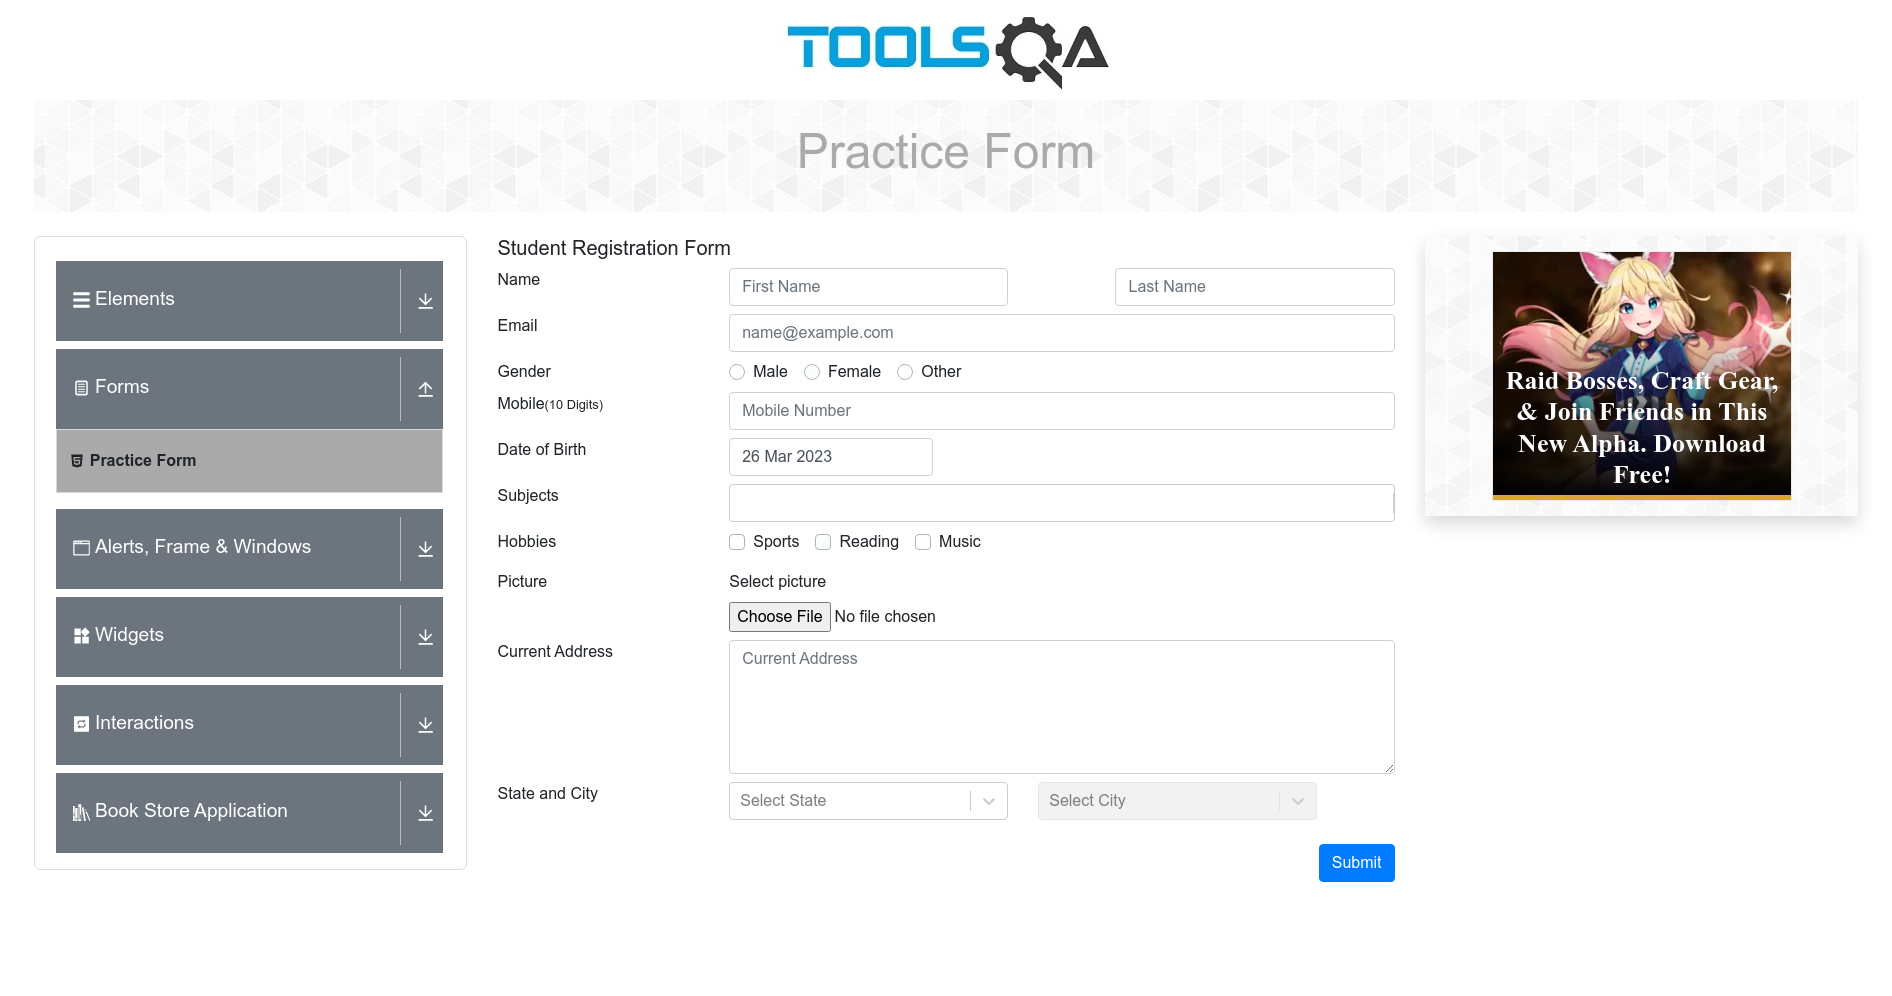 TOOLSQA
Practice Form
Elements
Forms
Practice Form
Alerts, Frame & Windows
Widgets
Interactions
Book Store Application
Student Registration Form
Name First Name Last Name
Email name@example.com
Gender Male Female Other
Mobile(10 Digits) Mobile Number
Date of Birth 26 Mar 2023
Subjects
Hobbies Sports Reading Music
Picture Select picture
Choose File No file chosen
Current Address Current Address
State and City Select State Select City
Submit
Raid Bosses, Craft Gear,
& Join Friends in This
New Alpha. Download
Free!